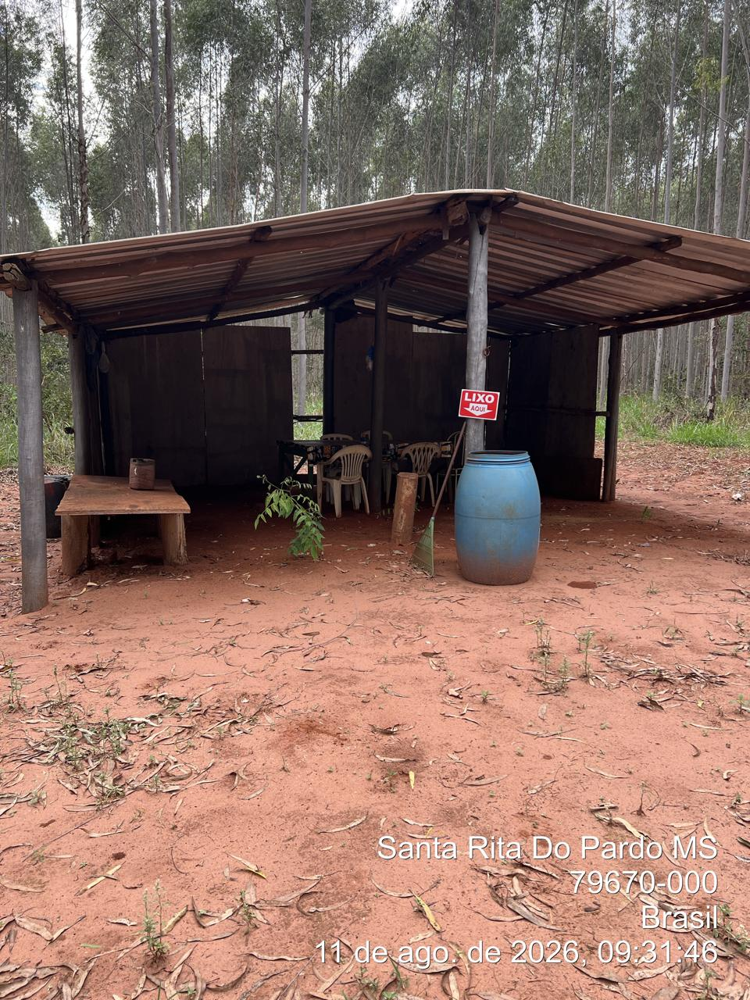 LIXO
AQUI
Santa Rita Do Pardo MS
79670-000
Brasil
11 de ago. de 2026, 09:31:46